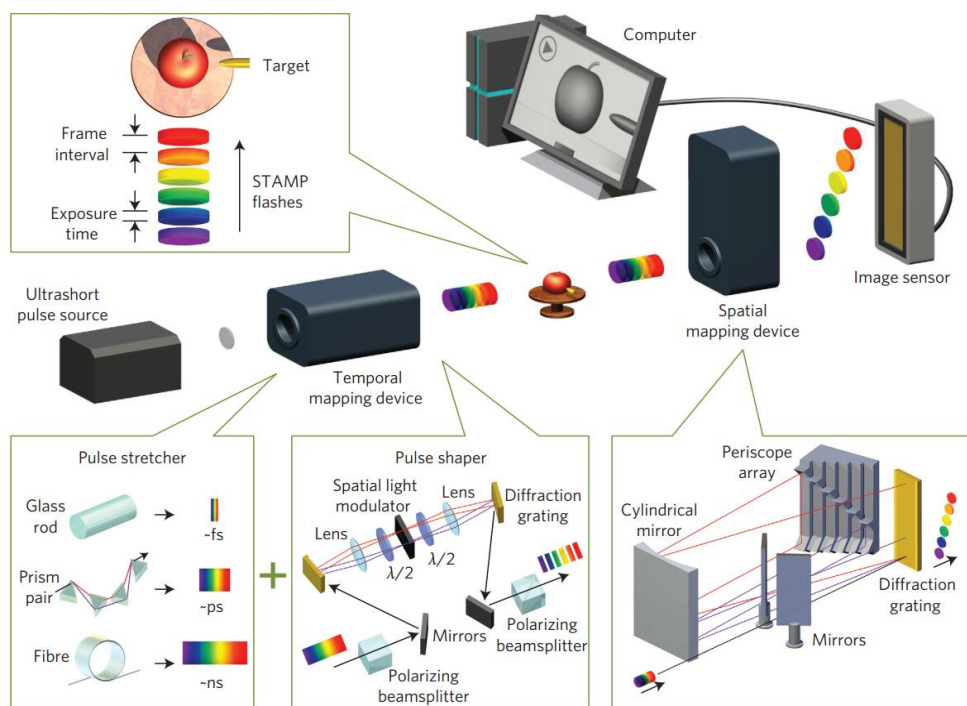 Target
Frame
interval
STAMP
flashes
Exposure
time
Computer
Image sensor
Ultrashort
pulse source
Temporal
mapping device
Spatial
mapping device
Pulse stretcher
Glass
rod
~fs
Prism
pair
~ps
Fibre
~ns
Pulse shaper
Spatial light
modulator
Lens
Lens
λ/2
λ/2
Diffraction
grating
Mirrors
Polarizing
beamsplitter
Polarizing
beamsplitter
Periscope
array
Cylindrical
mirror
Diffraction
grating
Mirrors